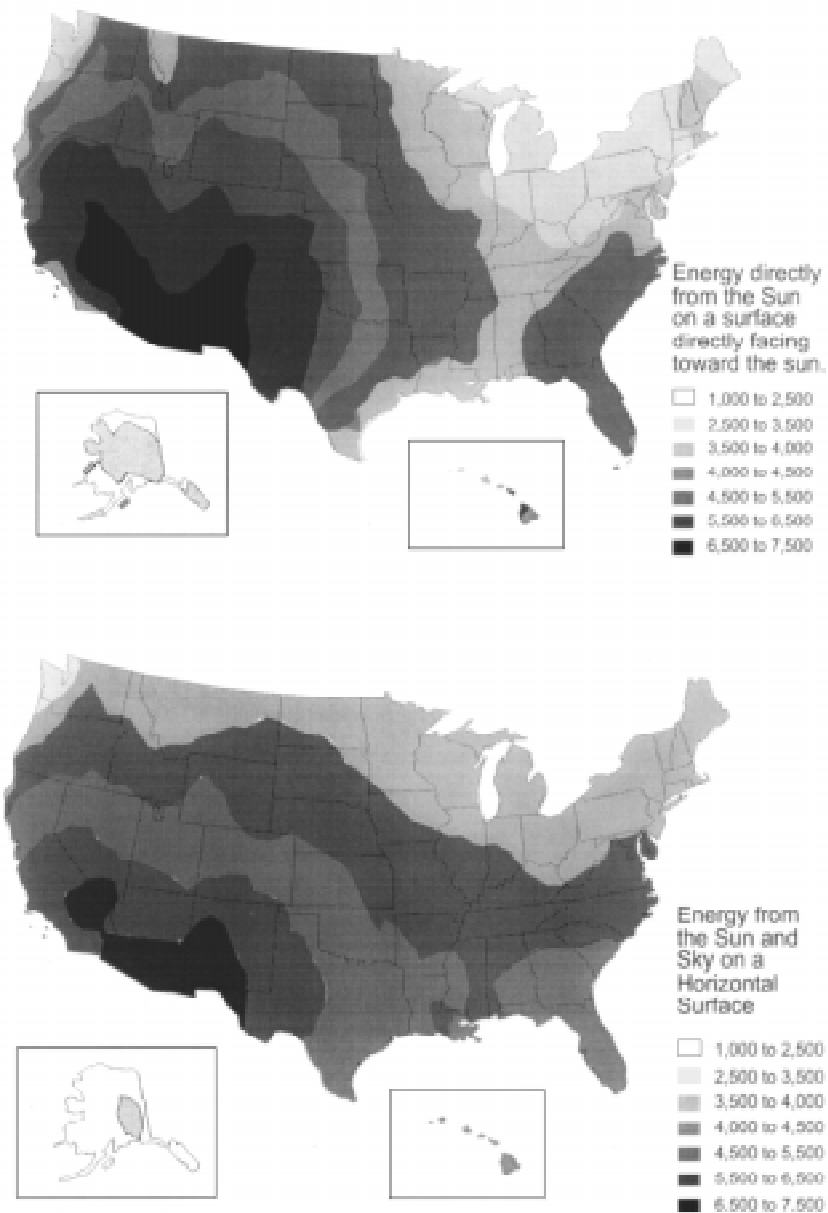 Energy directly
from the Sun
on a surface
directly facing
toward the sun.
1,000 to 2,500
2,500 to 3,500
3,500 to 4,000
4,000 to 4,500
4,500 to 5,500
5,500 to 6,500
6,500 to 7,500
Energy from
the Sun and
Sky on a
Horizontal
Surface
1,000 to 2,500
2,500 to 3,500
3,500 to 4,000
4,000 to 4,500
4,500 to 5,500
5,500 to 6,500
6,500 to 7,500